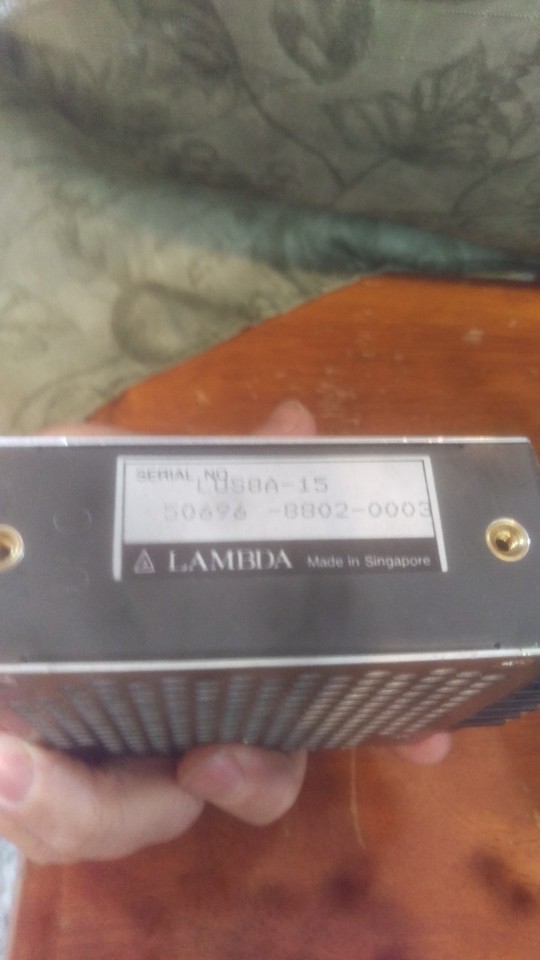 SERIAL NO
LUS8A-15
50696 -8802-0003
LAMBDA Made in Singapore